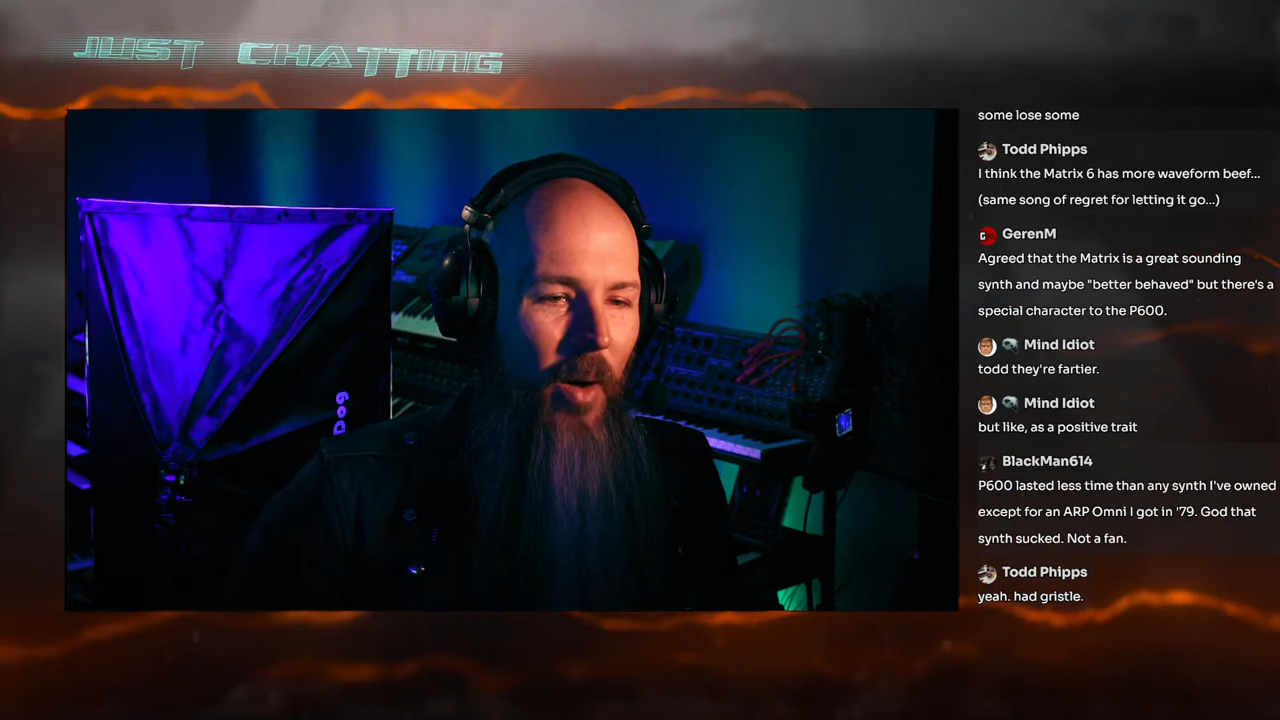 JUST CHATTING
some lose some
Todd Phipps
I think the Matrix 6 has more waveform beef...
(same song of regret for letting it go...)
GerenM
Agreed that the Matrix is a great sounding
synth and maybe "better behaved" but there's a
special character to the P600.
Mind Idiot
todd they're fartier.
Mind Idiot
but like, as a positive trait
BlackMan614
P600 lasted less time than any synth I've owned
except for an ARP Omni I got in '79. God that
synth sucked. Not a fan.
Todd Phipps
yeah. had gristle.